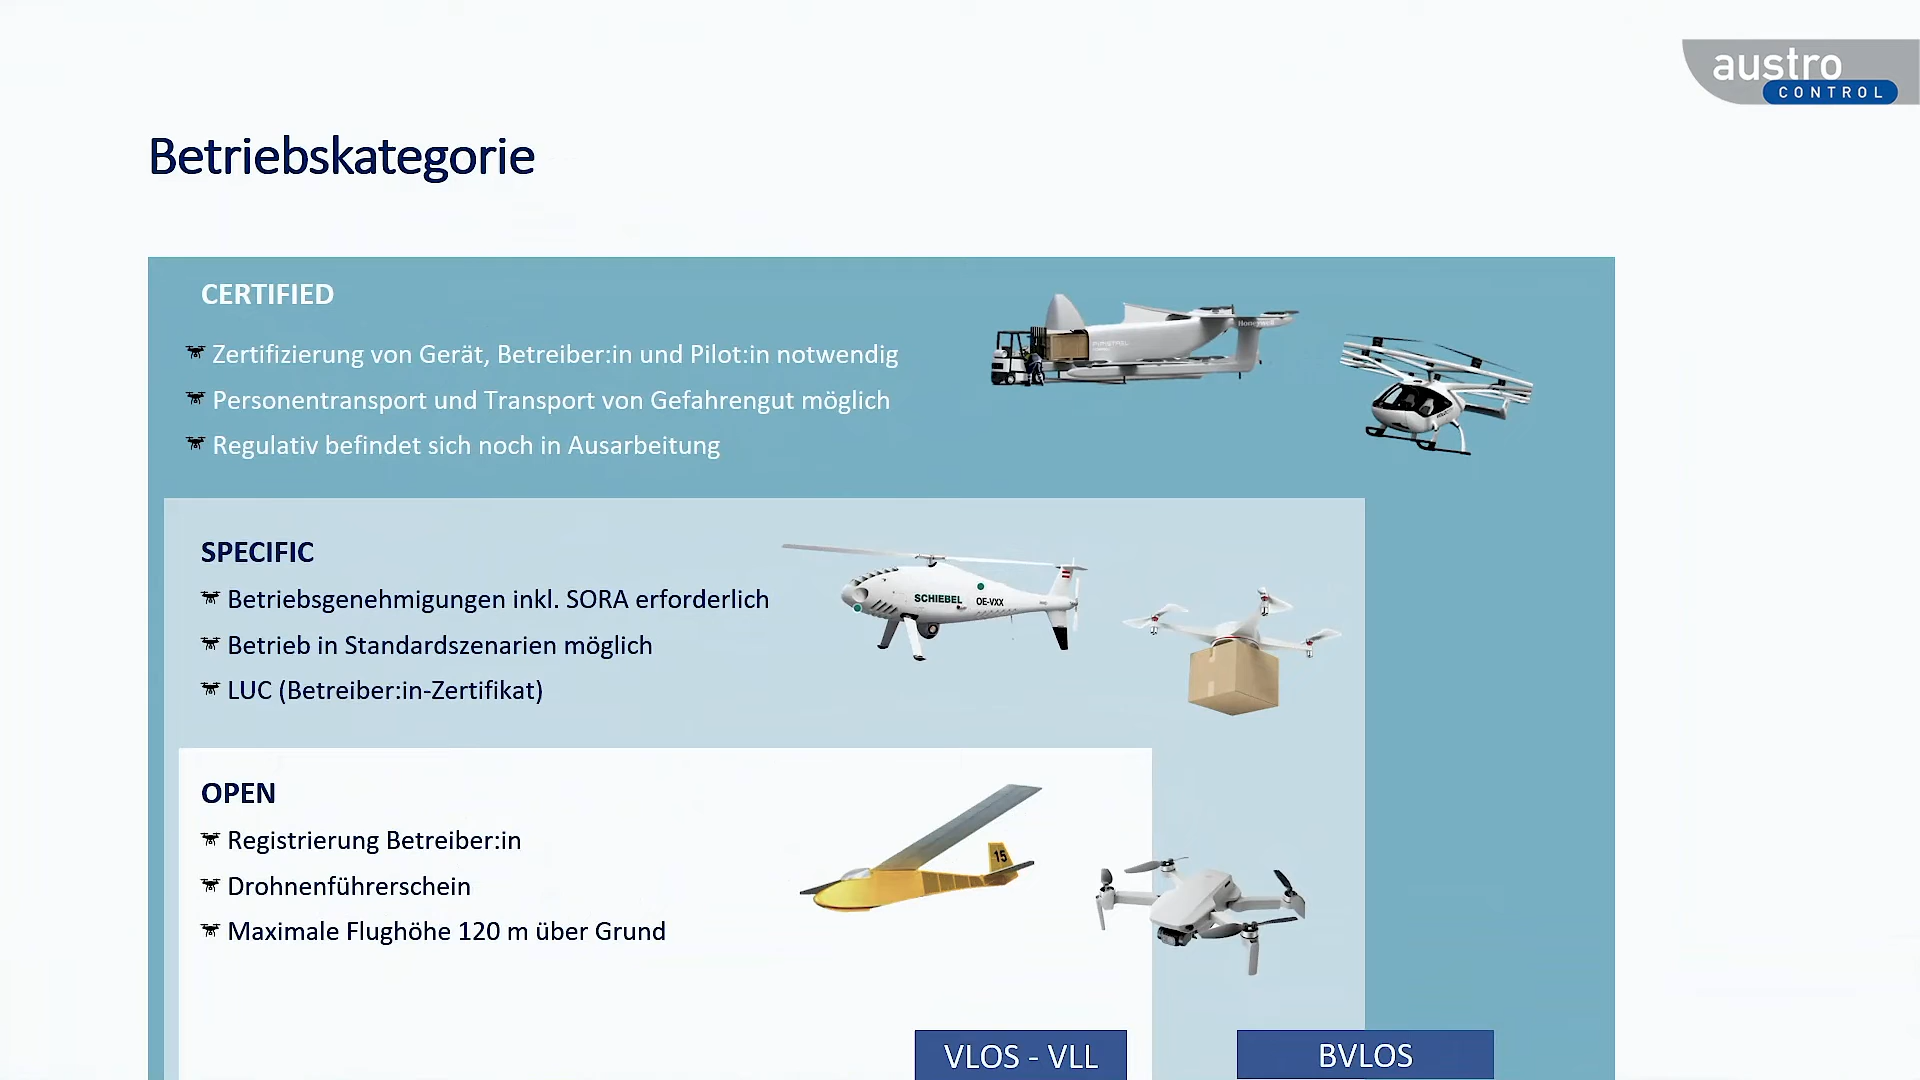 austro
CONTROL
Betriebskategorie
CERTIFIED
Zertifizierung von Gerät, Betreiber:in und Pilot:in notwendig
Personentransport und Transport von Gefahrengut möglich
Regulativ befindet sich noch in Ausarbeitung
Honeywell
SPECIFIC
Betriebsgenehmigungen inkl. SORA erforderlich
Betrieb in Standardszenarien möglich
LUC (Betreiber:in-Zertifikat)
SCHIEBEL OE-VXX
OPEN
Registrierung Betreiber:in
Drohnenführerschein
Maximale Flughöhe 120 m über Grund
15
VLOS - VLL
BVLOS